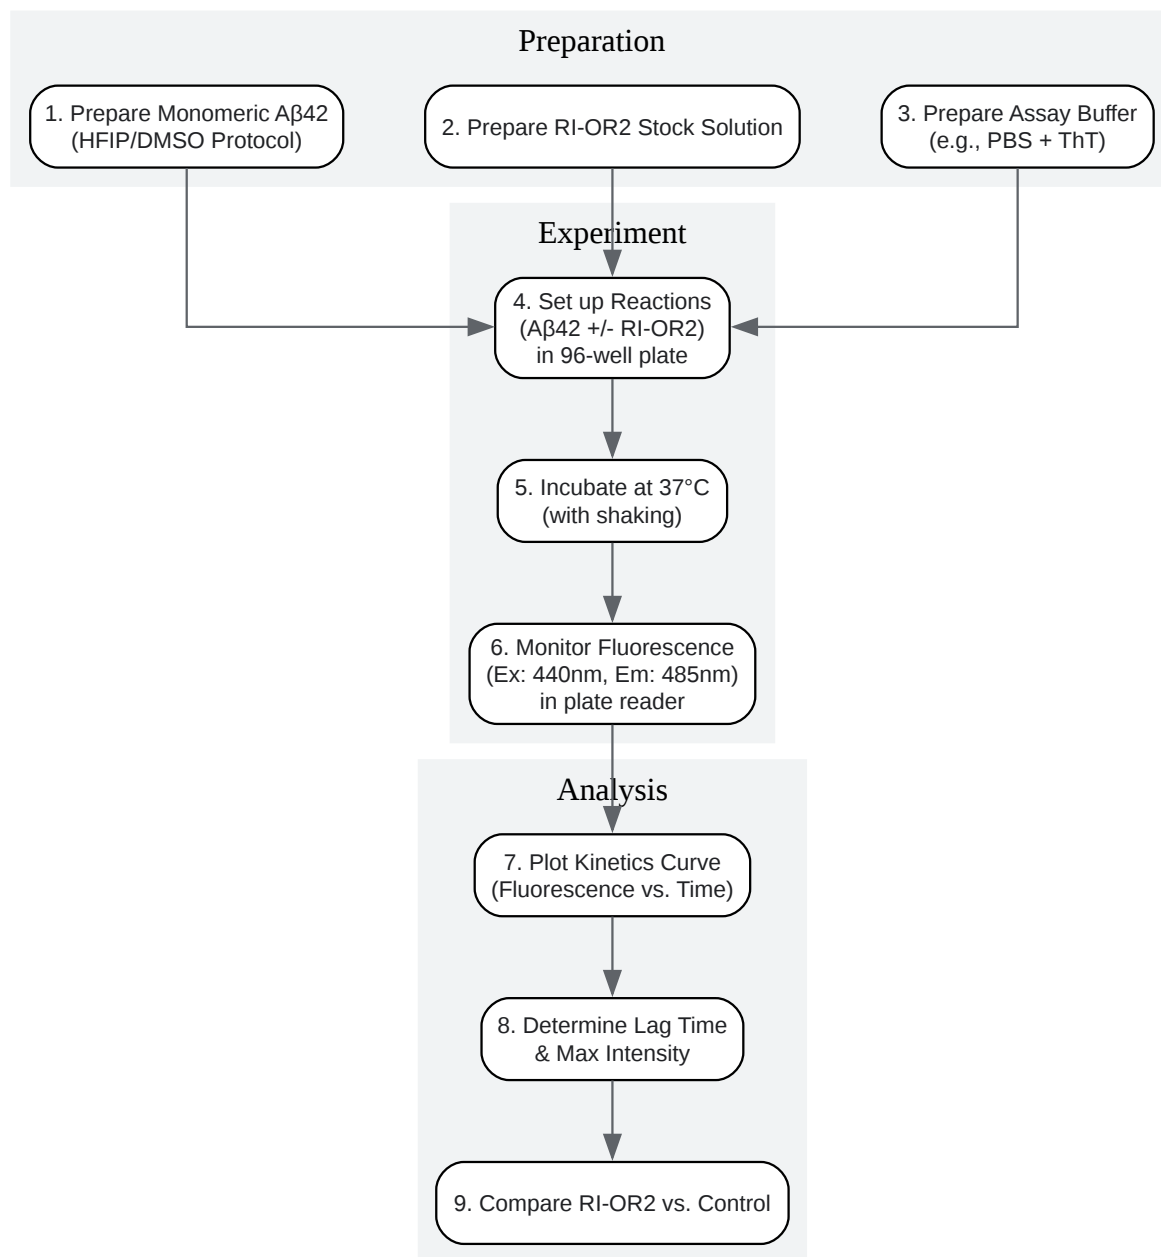 Preparation
1. Prepare Monomeric Aβ42
(HFIP/DMSO Protocol)
2. Prepare RI-OR2 Stock Solution
3. Prepare Assay Buffer
(e.g., PBS + ThT)
Experiment
4. Set up Reactions
(Aβ42 +/- RI-OR2)
in 96-well plate
5. Incubate at 37°C
(with shaking)
6. Monitor Fluorescence
(Ex: 440nm, Em: 485nm)
in plate reader
Analysis
7. Plot Kinetics Curve
(Fluorescence vs. Time)
8. Determine Lag Time
& Max Intensity
9. Compare RI-OR2 vs. Control